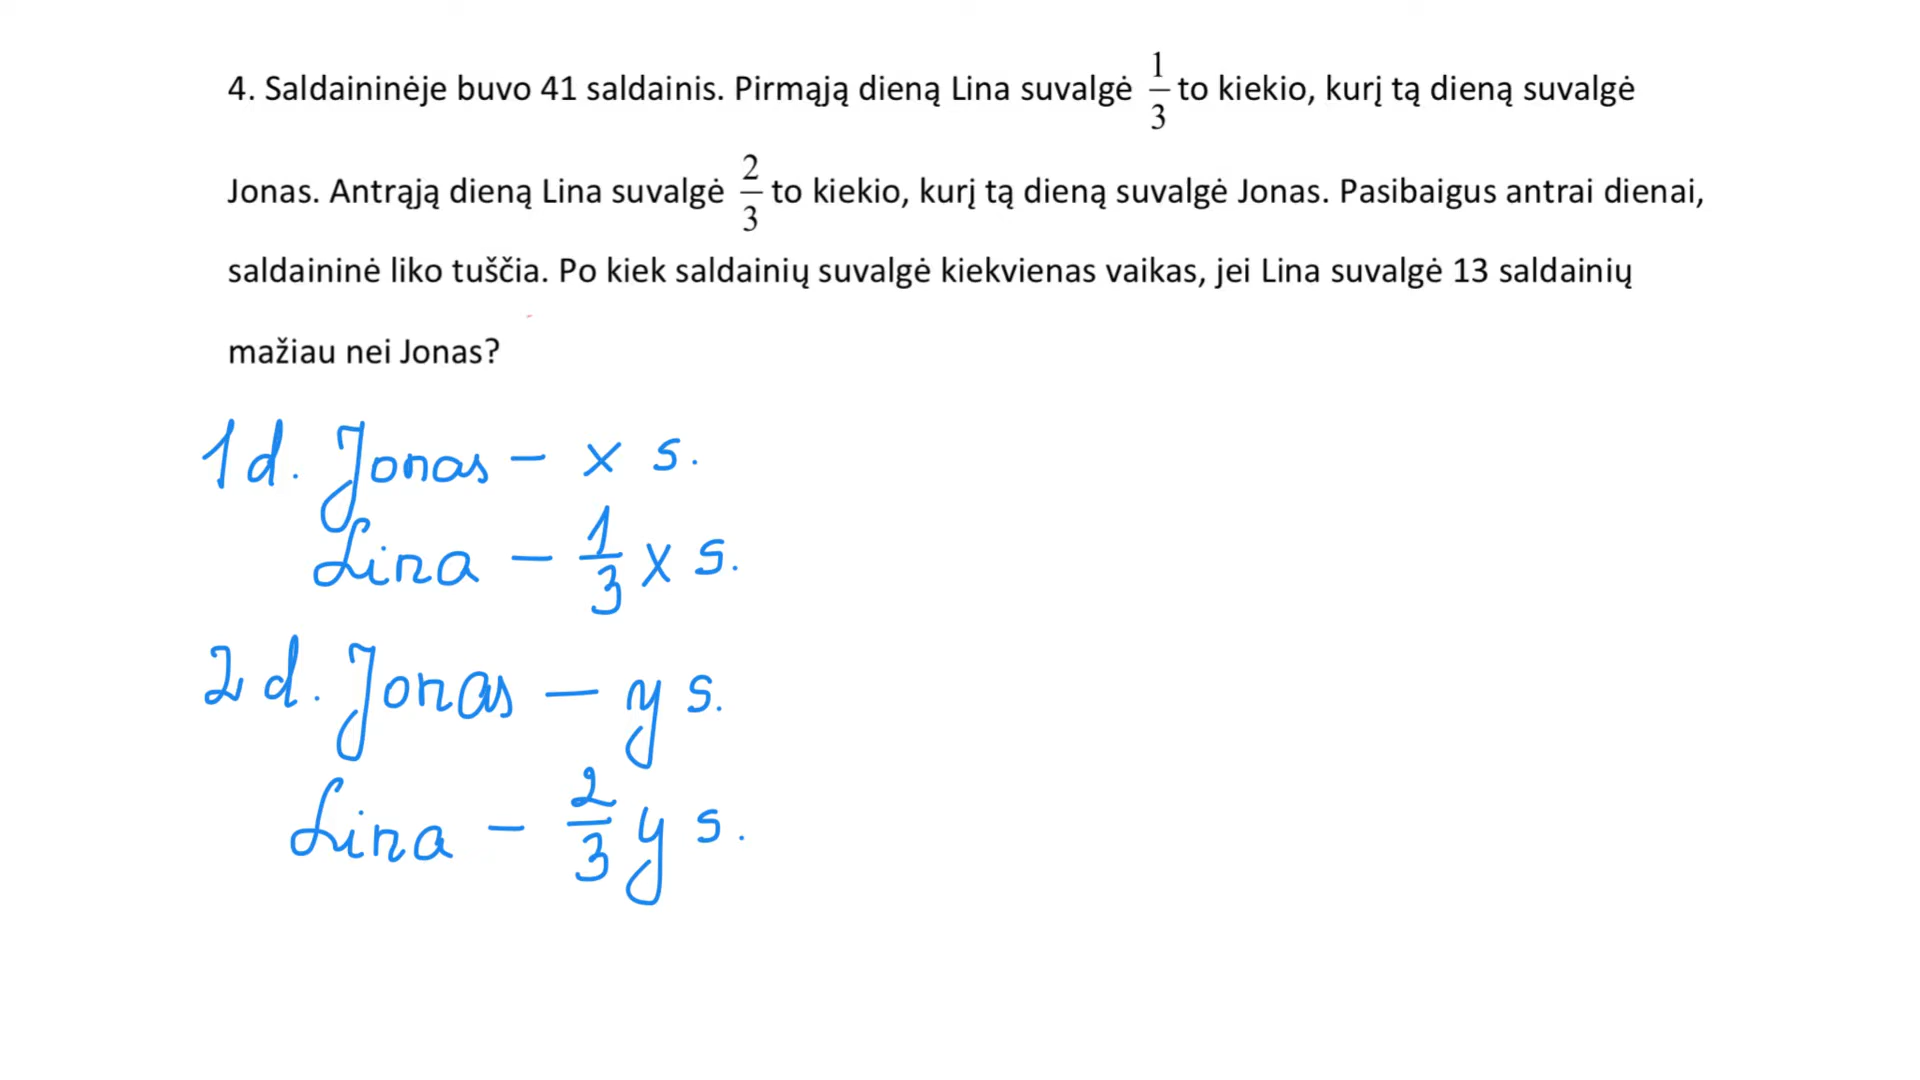 4. Saldaininėje buvo 41 saldainis. Pirmąją dieną Lina suvalgė 1/3 to kiekio, kurį tą dieną suvalgė
Jonas. Antrąją dieną Lina suvalgė 2/3 to kiekio, kurį tą dieną suvalgė Jonas. Pasibaigus antrai dienai,
saldaininė liko tuščia. Po kiek saldainių suvalgė kiekvienas vaikas, jei Lina suvalgė 13 saldainių
mažiau nei Jonas?
1 d. Jonas – x s.
Lina – 1/3 x s.
2 d. Jonas – y s.
Lina – 2/3 y s.